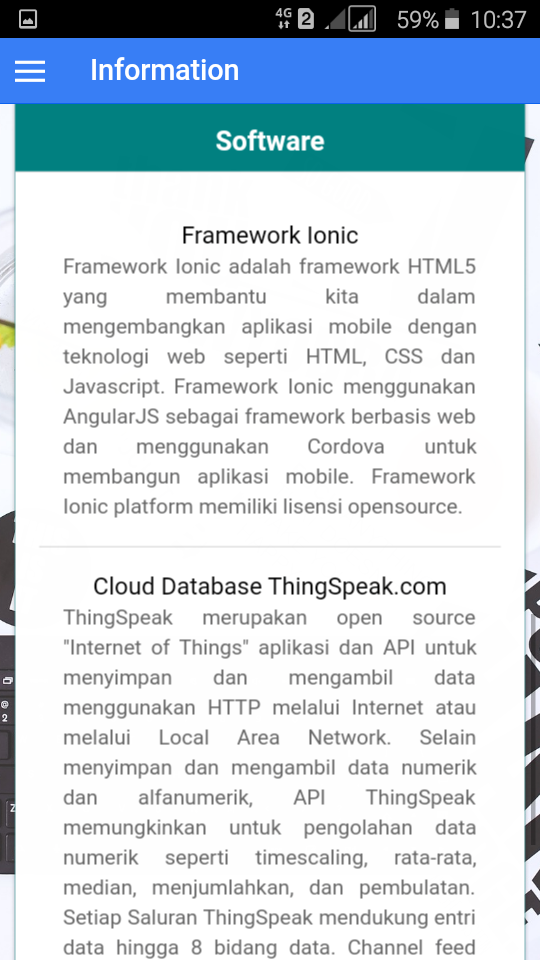 4G 2 59% 10:37
Information
Software
Framework Ionic
Framework Ionic adalah framework HTML5
yang membantu kita dalam
mengembangkan aplikasi mobile dengan
teknologi web seperti HTML, CSS dan
Javascript. Framework Ionic menggunakan
AngularJS sebagai framework berbasis web
dan menggunakan Cordova untuk
membangun aplikasi mobile. Framework
Ionic platform memiliki lisensi opensource.
Cloud Database ThingSpeak.com
ThingSpeak merupakan open source
"Internet of Things" aplikasi dan API untuk
menyimpan dan mengambil data
menggunakan HTTP melalui Internet atau
melalui Local Area Network. Selain
menyimpan dan mengambil data numerik
dan alfanumerik, API ThingSpeak
memungkinkan untuk pengolahan data
numerik seperti timescaling, rata-rata,
median, menjumlahkan, dan pembulatan.
Setiap Saluran ThingSpeak mendukung entri
data hingga 8 bidang data. Channel feed
@
2
Z